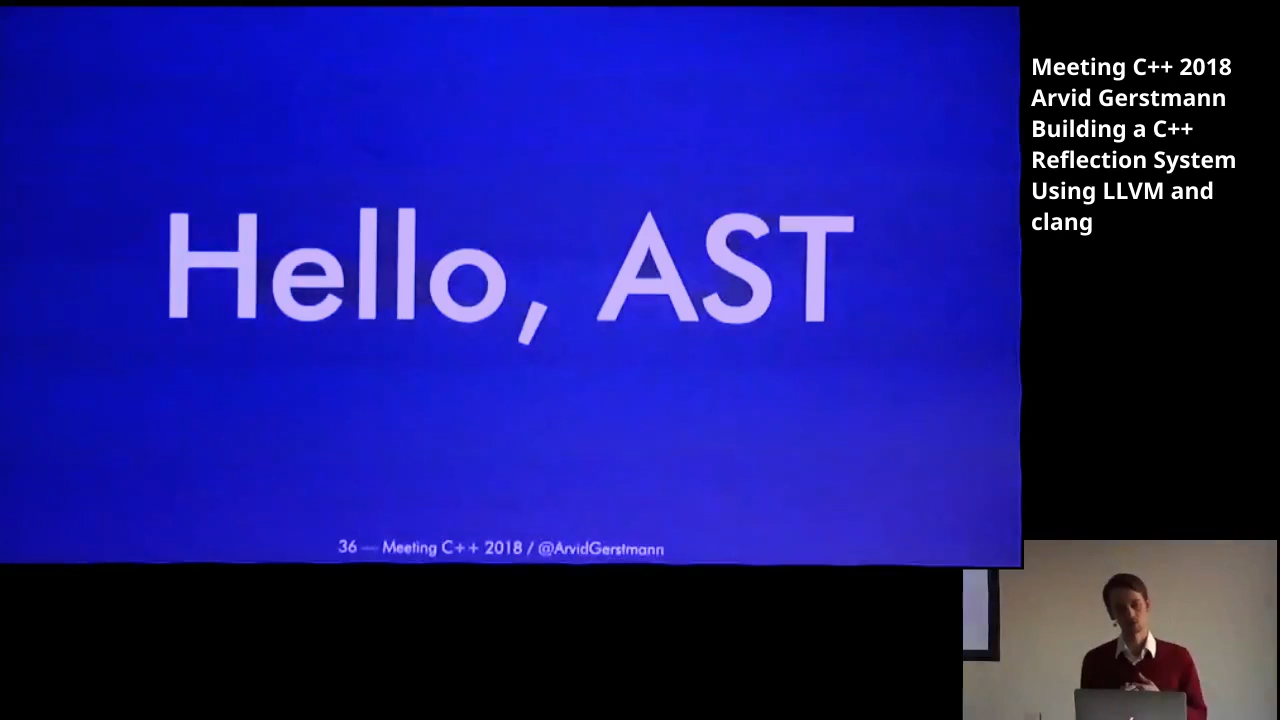 Hello, AST
36 — Meeting C++ 2018 / @ArvidGerstmann
Meeting C++ 2018
Arvid Gerstmann
Building a C++
Reflection System
Using LLVM and
clang